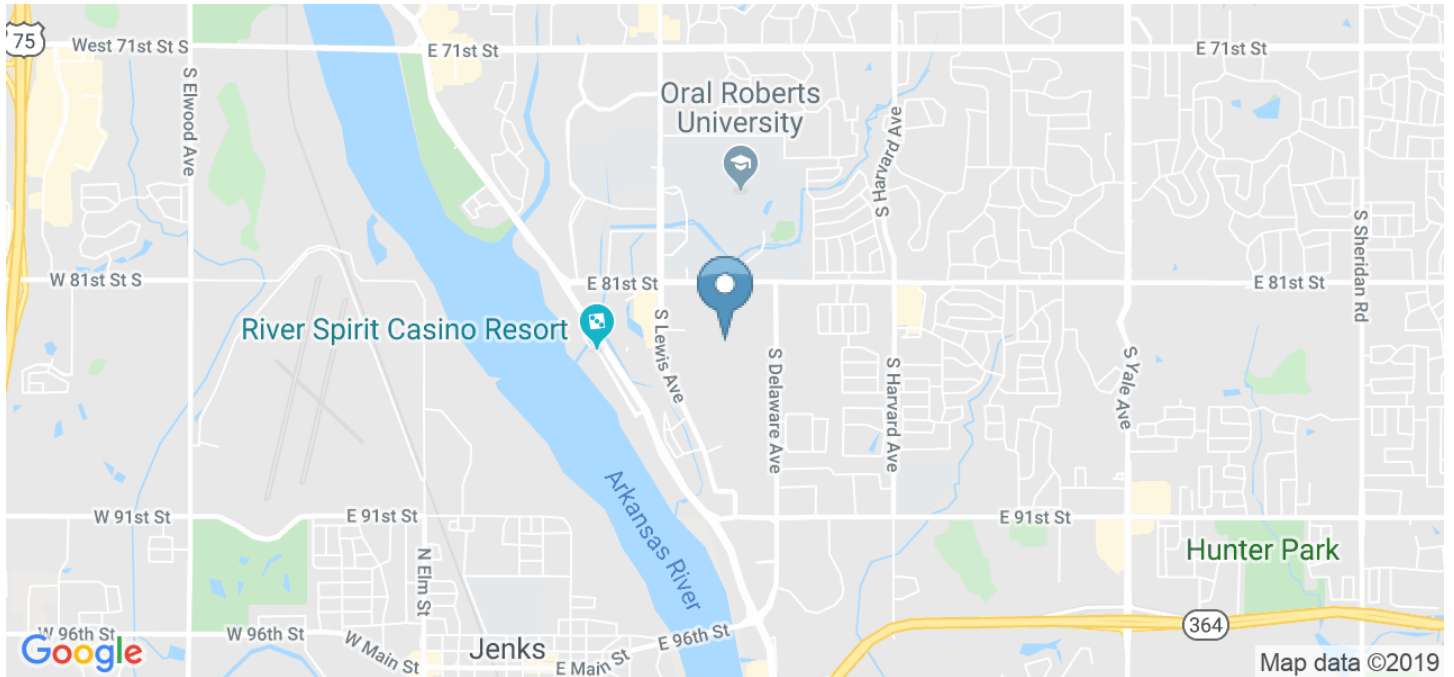 75
West 71st St S
E 71st St
E 71st St
S Elwood Ave
Oral Roberts
University
S Harvard Ave
S Sheridan Rd
W 81st St S
E 81st St
E 81st St
River Spirit Casino Resort
S Lewis Ave
S Delaware Ave
S Harvard Ave
S Yale Ave
Arkansas River
W 91st St
E 91st St
E 91st St
N Elm St
Hunter Park
364
W 96th St
W 96th St
W Main St
Jenks
E Main St
E 96th St
Google
Map data ©2019